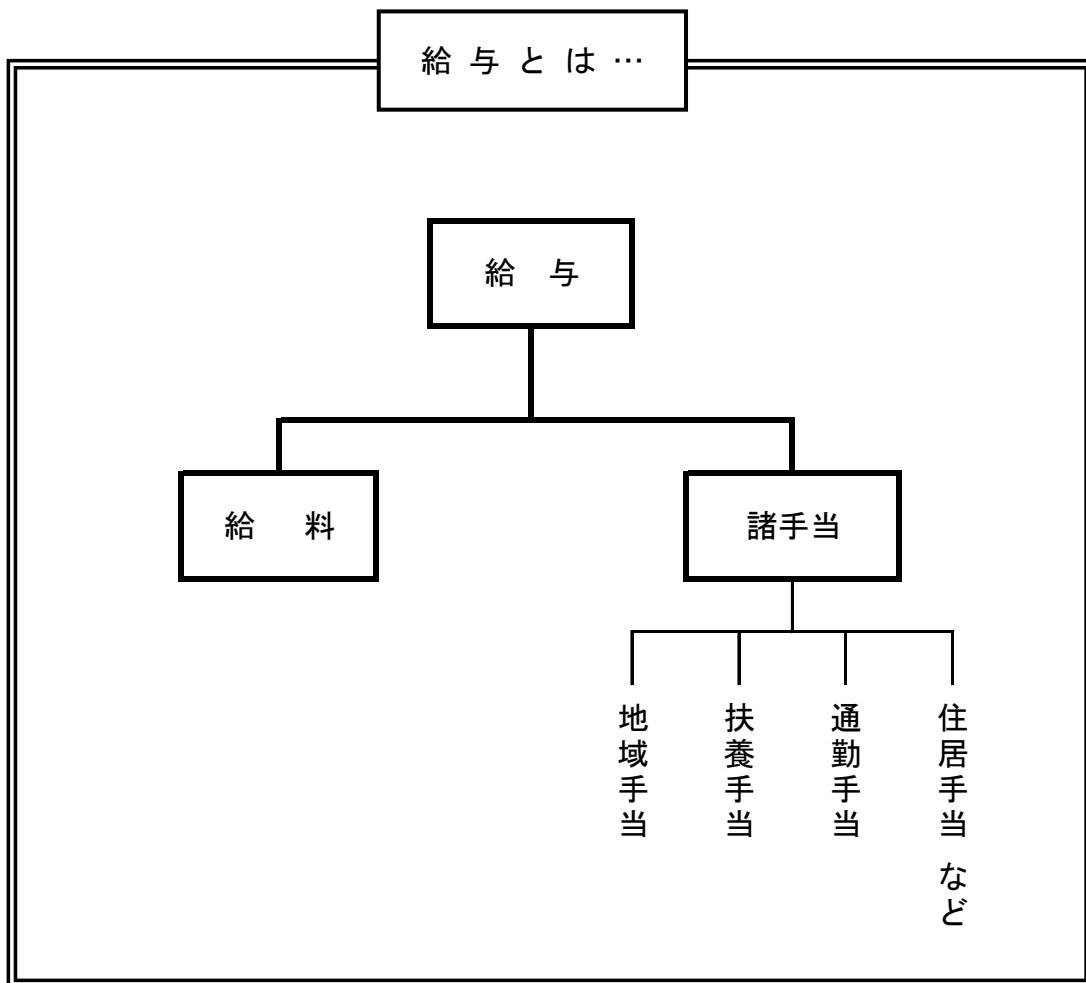 給与とは…
給　与
給　料
諸手当
地域手当
扶養手当
通勤手当
住居手当 など